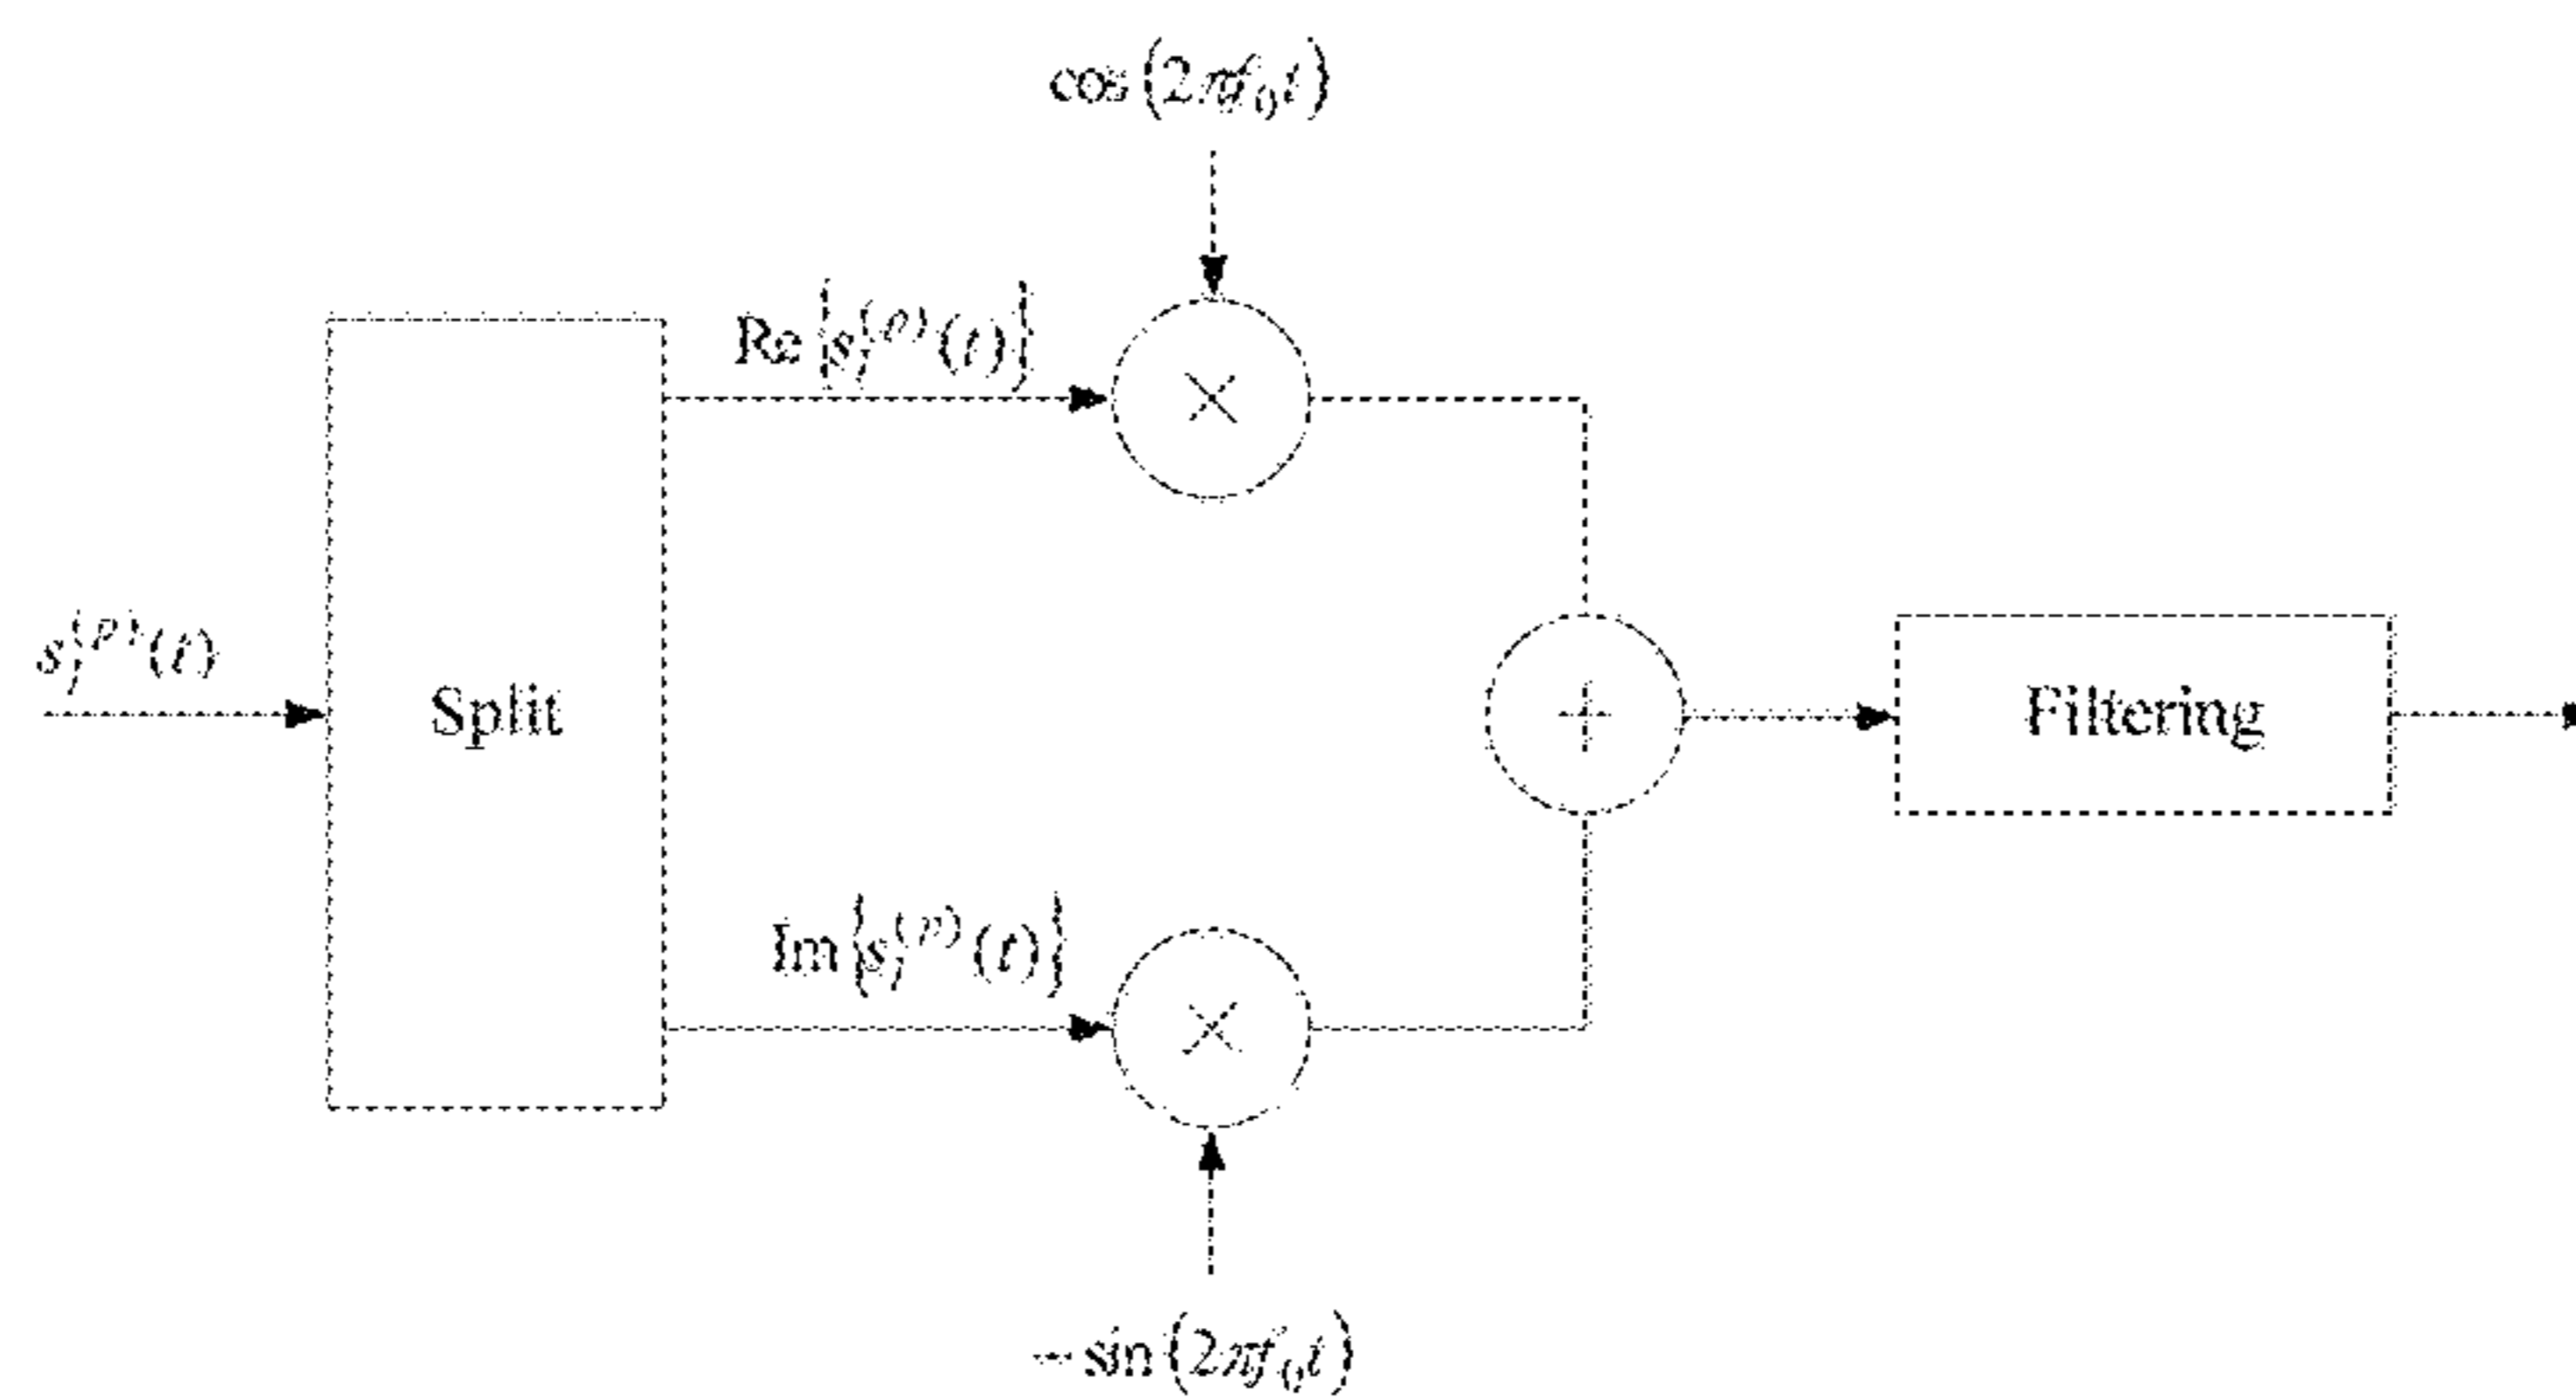 cos(2πf₀t)
Re{s_l^(p)(t)}
s_l^(p)(t)
Split
Filtering
Im{s_l^(p)(t)}
−sin(2πf₀t)